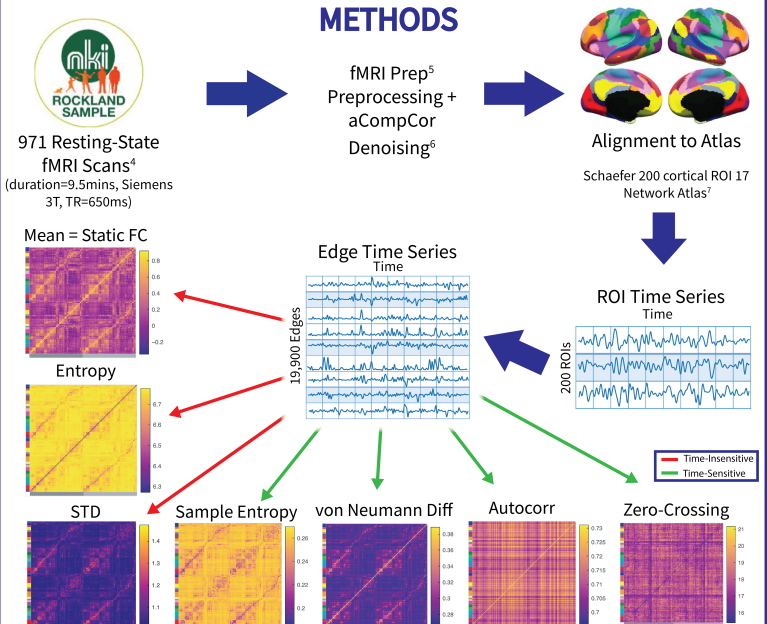 METHODS
nki
ROCKLAND
SAMPLE
971 Resting-State
fMRI Scans4
(duration=9.5mins, Siemens
3T, TR=650ms)
fMRI Prep5
Preprocessing +
aCompCor
Denoising6
Alignment to Atlas
Schaefer 200 cortical ROI 17
Network Atlas7
Mean = Static FC
0.8
0.6
0.4
0.2
0
−0.2
Edge Time Series
Time
19,900 Edges
ROI Time Series
Time
200 ROIs
Entropy
6.7
6.6
6.5
6.4
6.3
Time-Insensitive
Time-Sensitive
STD
1.4
1.3
1.2
1.1
Sample Entropy
0.26
0.24
0.22
0.2
von Neumann Diff
0.38
0.36
0.34
0.32
0.3
0.28
Autocorr
0.73
0.725
0.72
0.715
0.71
0.705
0.7
Zero-Crossing
21
20
19
18
17
16